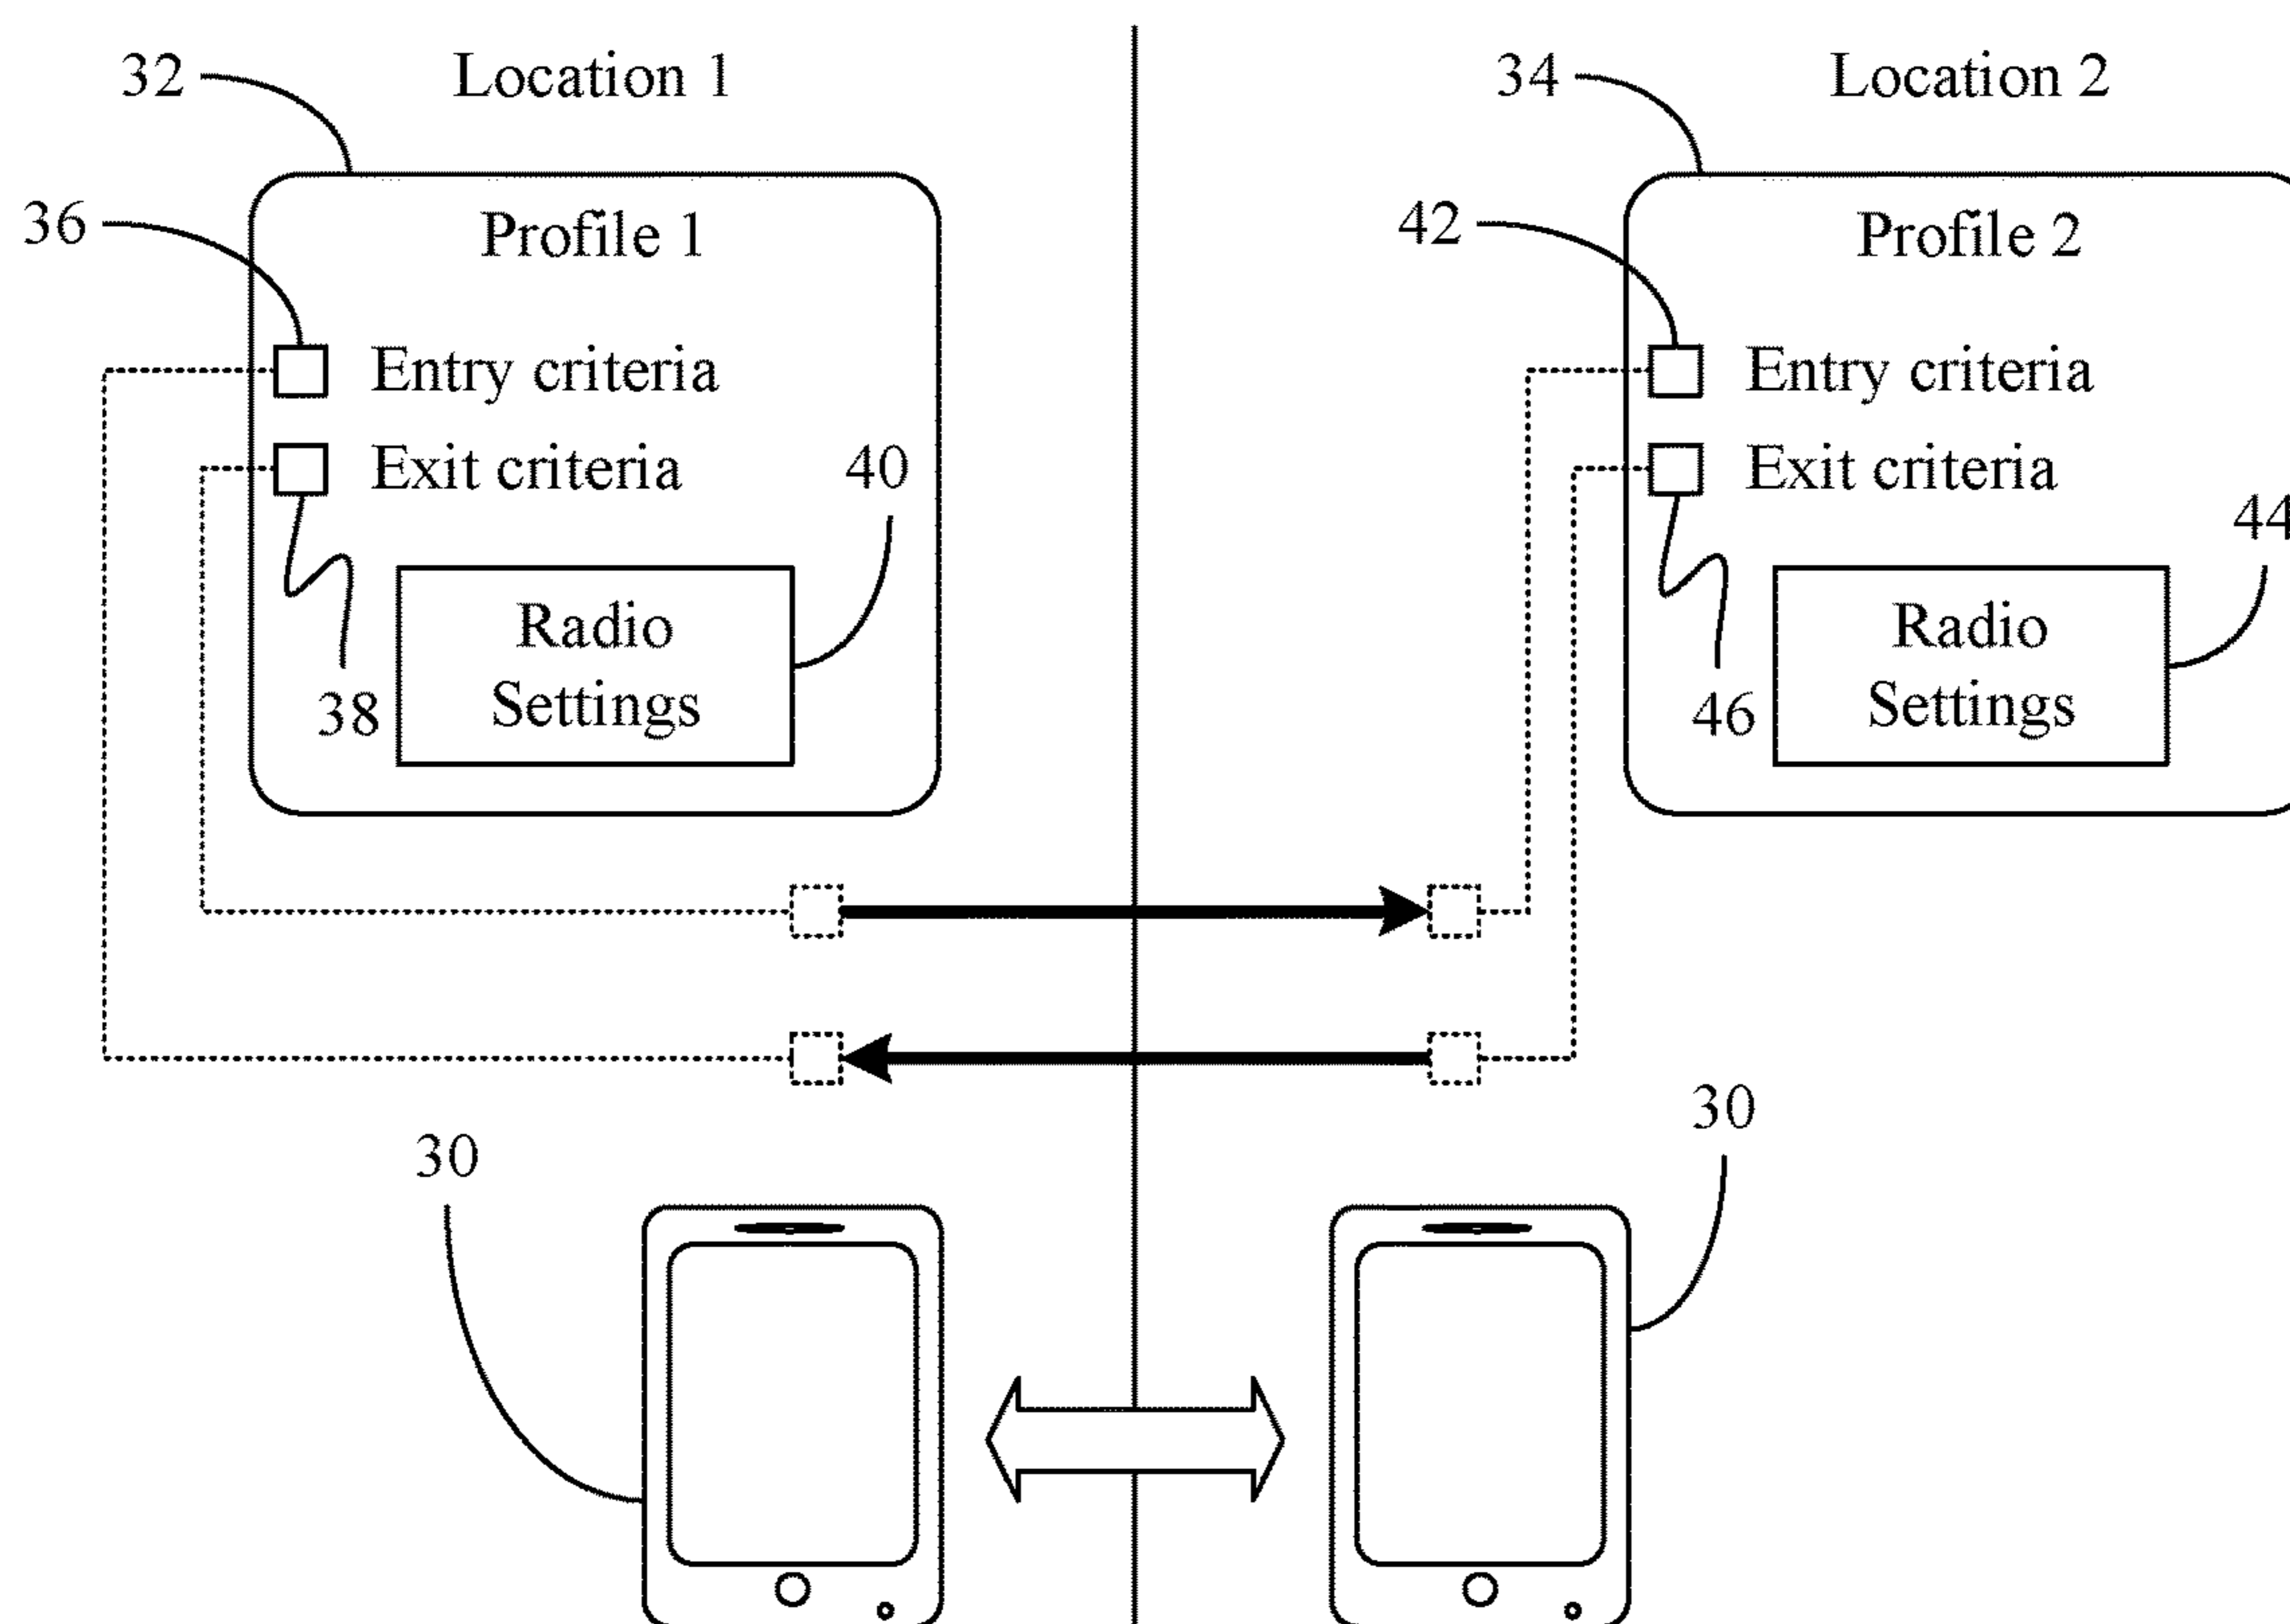 32 Location 1
34 Location 2
36 Profile 1
42 Profile 2
Entry criteria
Entry criteria
Exit criteria 40
Exit criteria
44
Radio
Settings
38
Radio
Settings
46
30
30